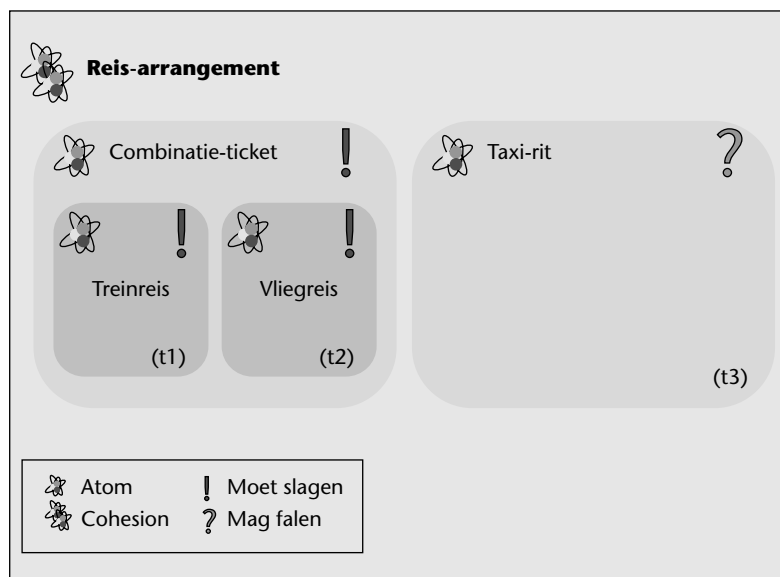 Reis-arrangement
Combinatie-ticket !
Taxi-rit ?
! !
Treinreis
Vliegreis
(t1)
(t2)
(t3)
Atom ! Moet slagen
Cohesion ? Mag falen